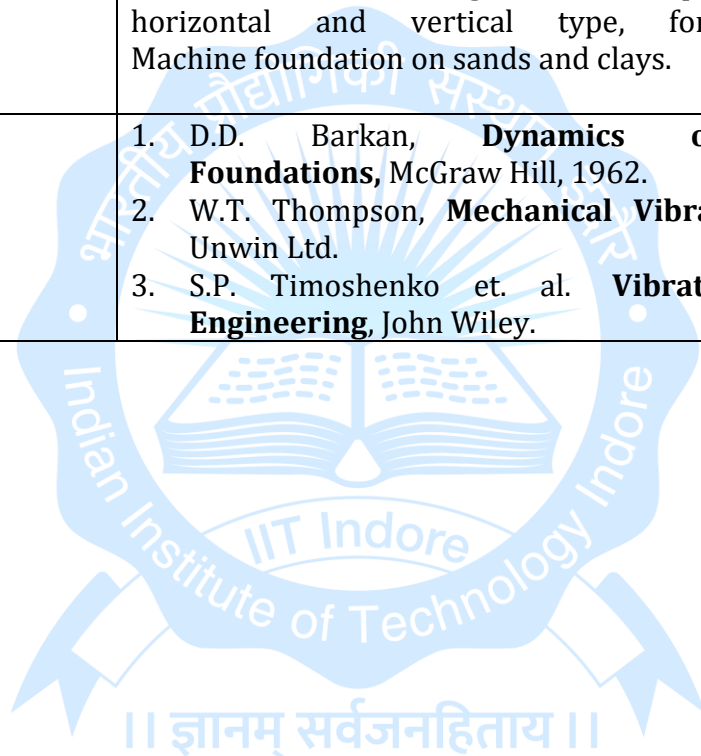 horizontal and vertical type, for
Machine foundation on sands and clays.
1. D.D. Barkan, Dynamics
Foundations, McGraw Hill, 1962.
2. W.T. Thompson, Mechanical
Unwin Ltd.
3. S.P. Timoshenko et. al.
Engineering, John Wiley.
भारतीय प्रौद्योगिकी संस्थान इंदौर
Indian Institute of Technology Indore
IIT Indore
।। ज्ञानम् सर्वजनहिताय ।।